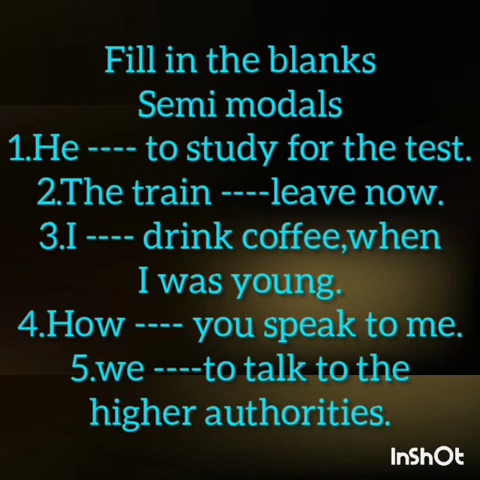 Fill in the blanks
Semi modals
1.He ---- to study for the test.
2.The train ----leave now.
3.I ---- drink coffee,when
I was young.
4.How ---- you speak to me.
5.we ----to talk to the
higher authorities.
InShOt